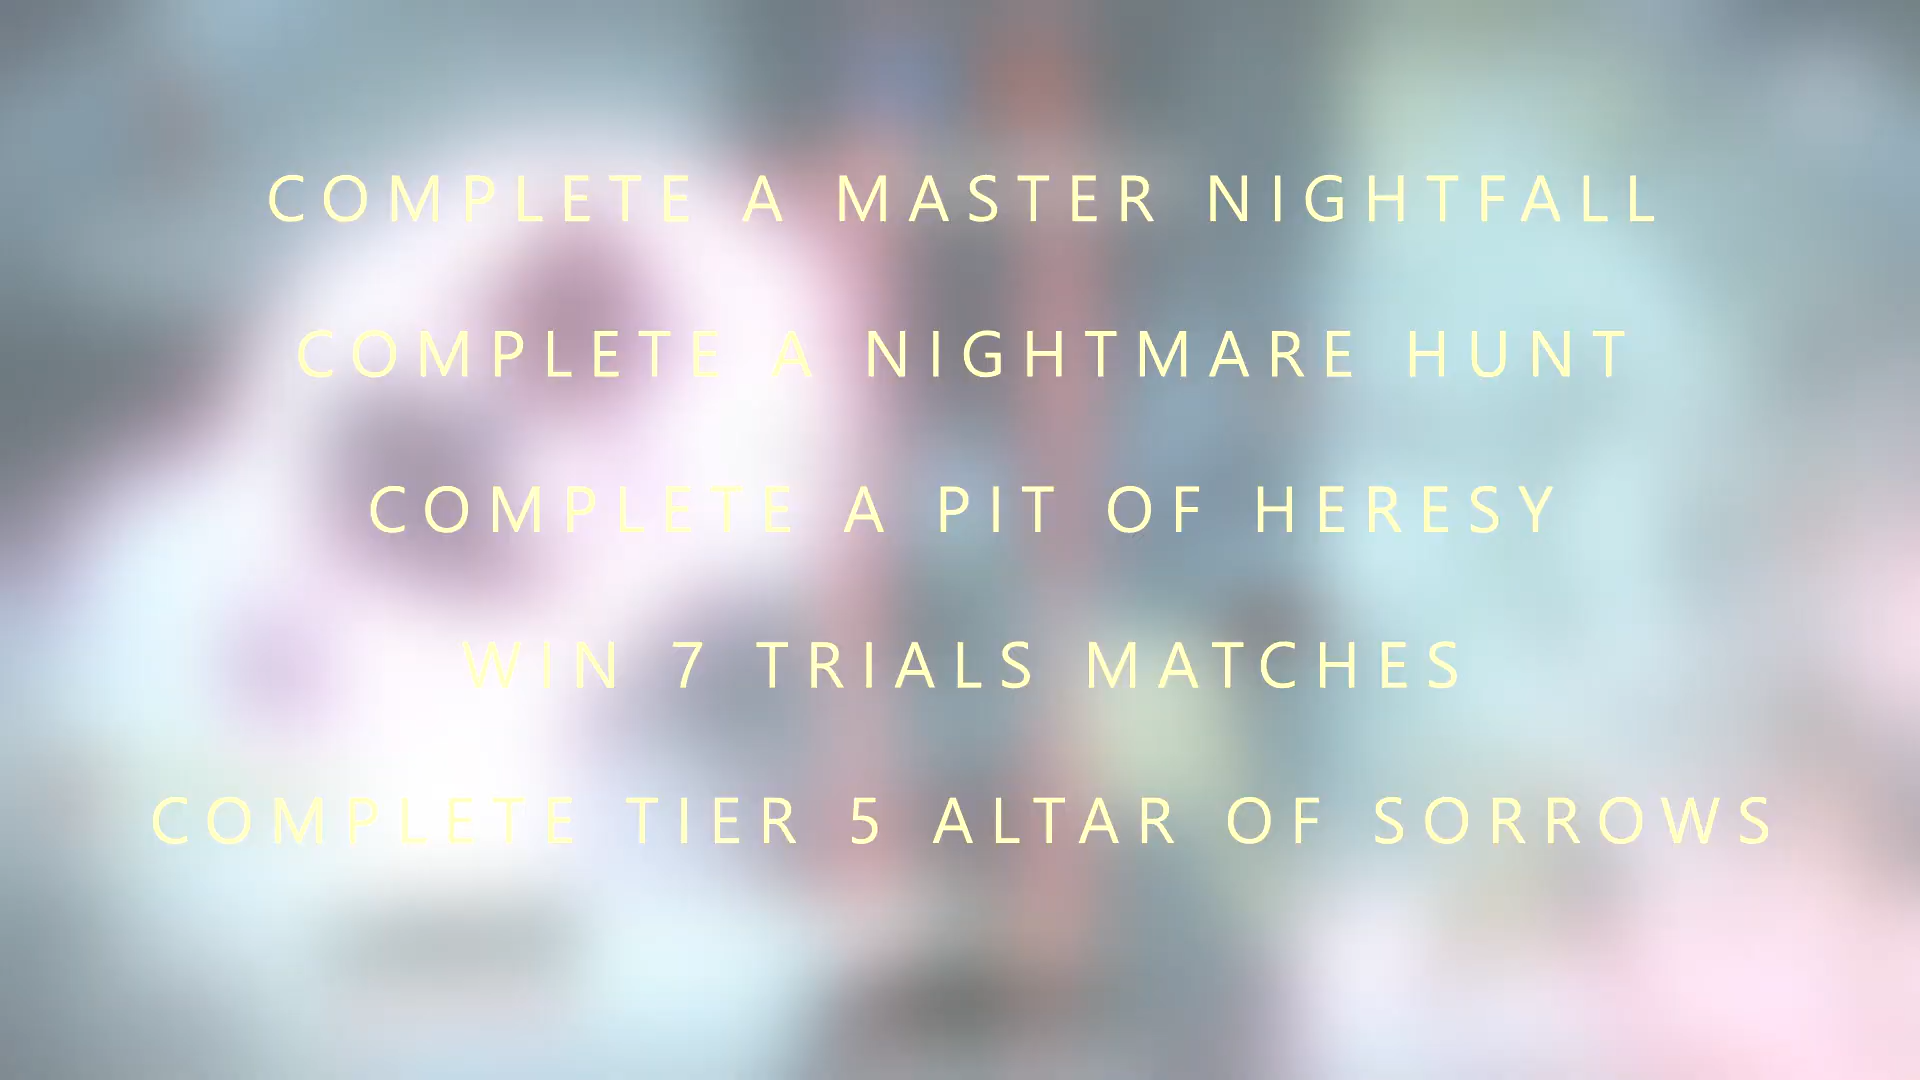 COMPLETE A MASTER NIGHTFALL
COMPLETE A NIGHTMARE HUNT
COMPLETE A PIT OF HERESY
WIN 7 TRIALS MATCHES
COMPLETE TIER 5 ALTAR OF SORROWS